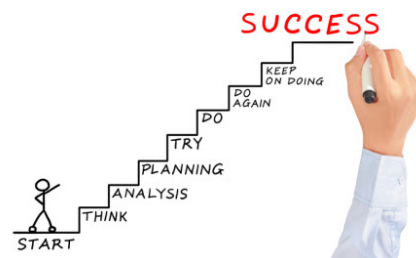 SUCCESS
KEEP
ON DOING
DO
AGAIN
DO
TRY
PLANNING
ANALYSIS
THINK
START